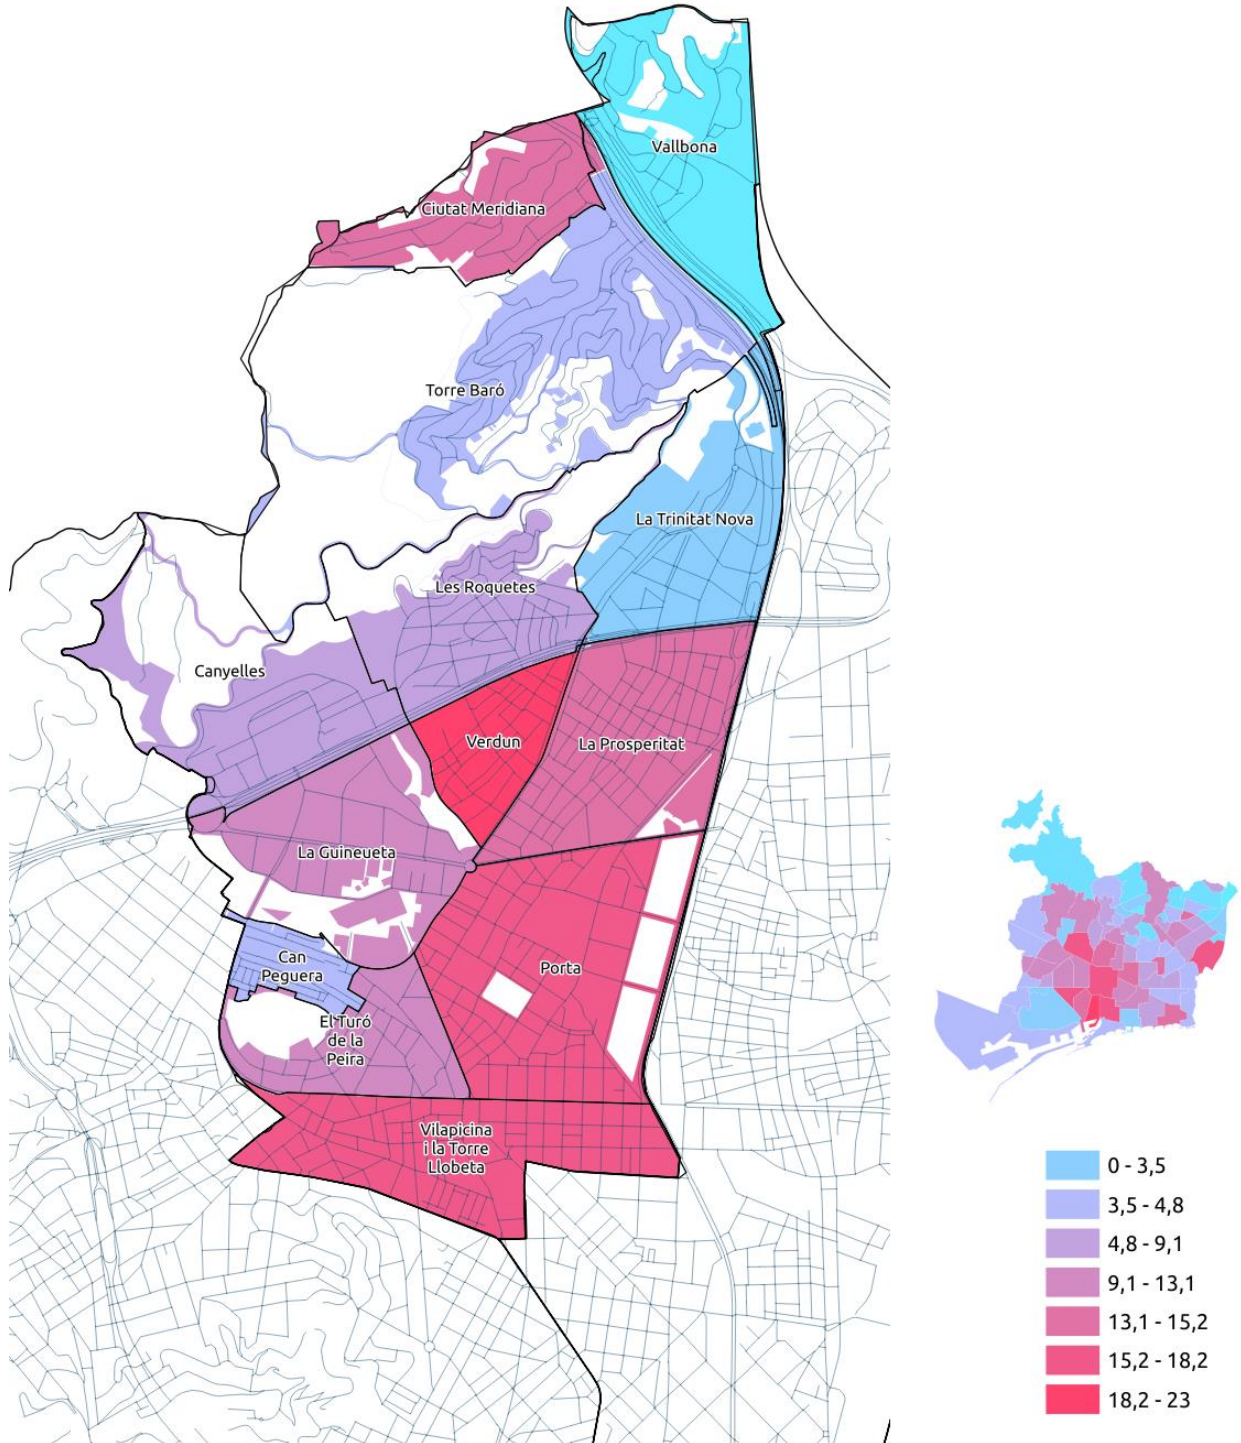 Vallbona
Ciutat Meridiana
Torre Baró
La Trinitat Nova
Les Roquetes
Canyelles
Verdun
La Prosperitat
La Guineueta
Can
Peguera
Porta
El Turó
de la
Peira
Vilapicina
i la Torre
Llobeta
0 - 3,5
3,5 - 4,8
4,8 - 9,1
9,1 - 13,1
13,1 - 15,2
15,2 - 18,2
18,2 - 23